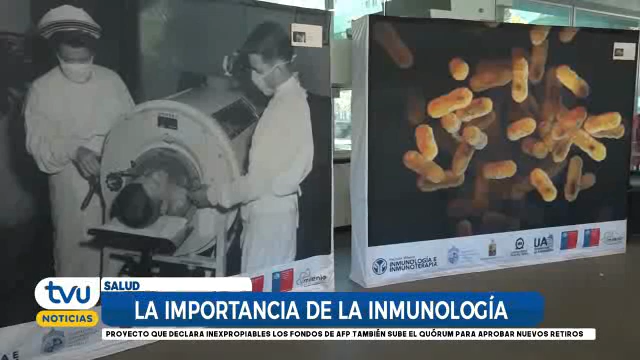 INMUNOLOGÍA E
INMUNOTERAPIA
UA
milenio
tvu
NOTICIAS
SALUD
LA IMPORTANCIA DE LA INMUNOLOGÍA
PROYECTO QUE DECLARA INEXPROPIABLES LOS FONDOS DE AFP TAMBIÉN SUBE EL QUÓRUM PARA APROBAR NUEVOS RETIROS